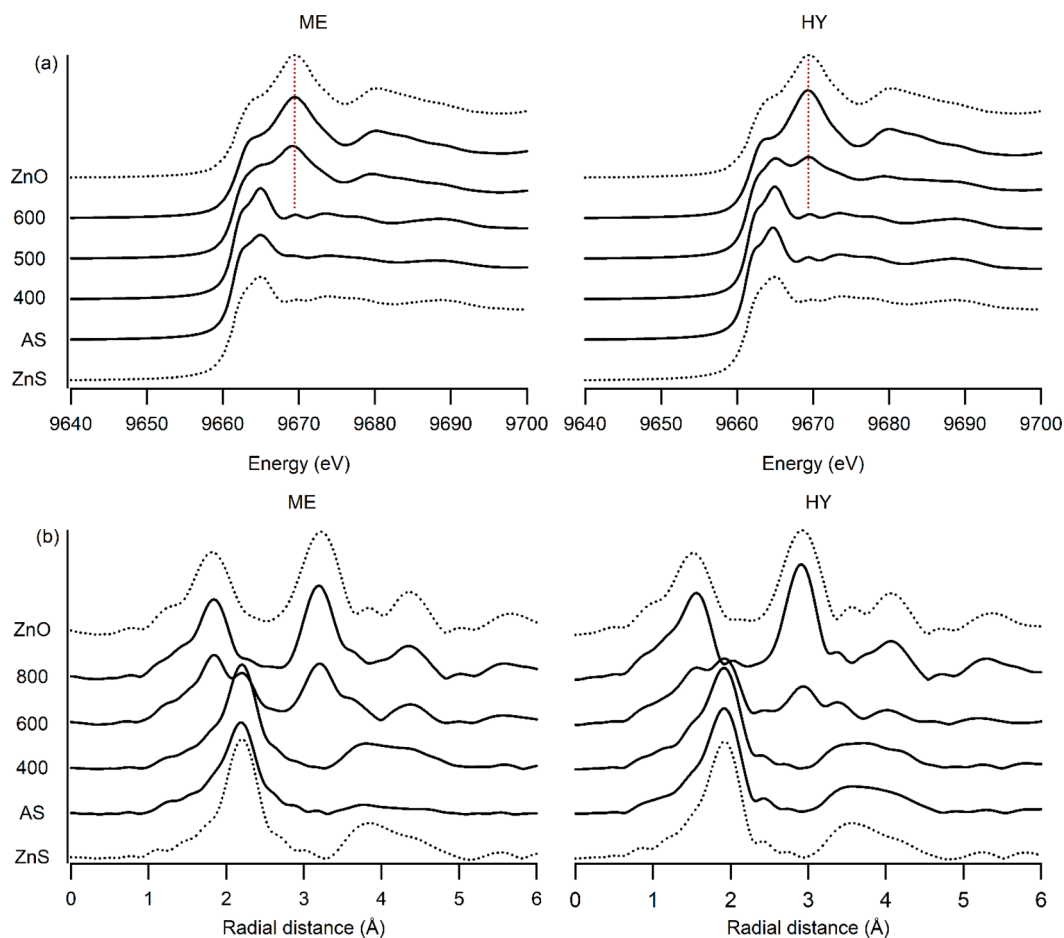 ME HY
(a)
ZnO
600
500
400
AS
ZnS
9640 9650 9660 9670 9680 9690 9700 9640 9650 9660 9670 9680 9690 9700
Energy (eV) Energy (eV)
ME HY
(b)
ZnO
800
600
400
AS
ZnS
0 1 2 3 4 5 6 0 1 2 3 4 5 6
Radial distance (Å) Radial distance (Å)